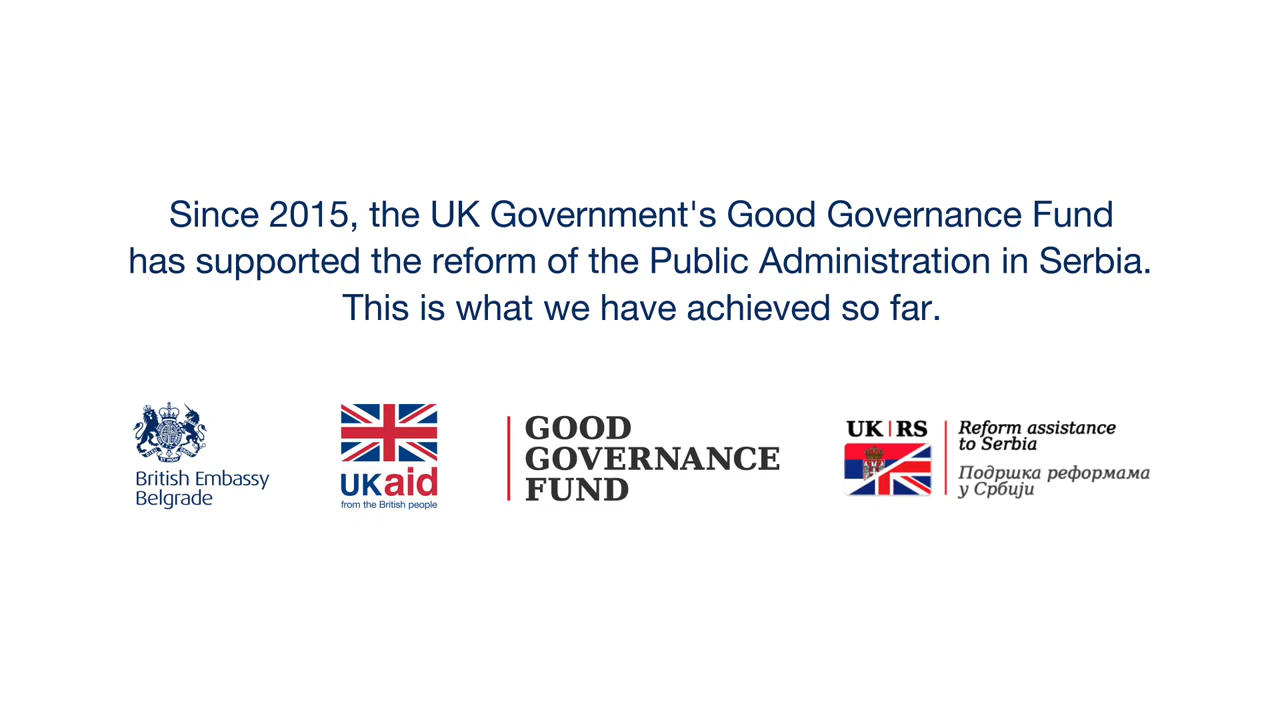 Since 2015, the UK Government's Good Governance Fund
has supported the reform of the Public Administration in Serbia.
This is what we have achieved so far.
British Embassy
Belgrade
UKaid
from the British people
GOOD
GOVERNANCE
FUND
UK|RS
Reform assistance
to Serbia
Подршка реформама
у Србији